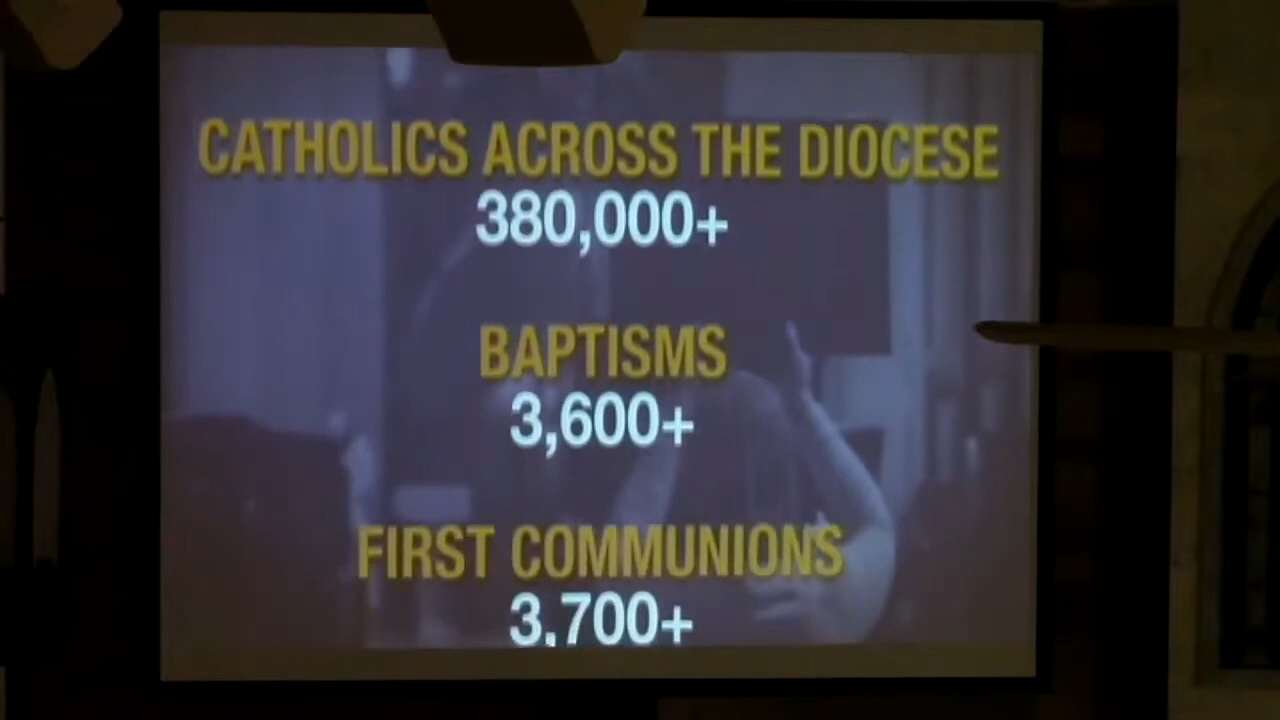 CATHOLICS ACROSS THE DIOCESE
380,000+
BAPTISMS
3,600+
FIRST COMMUNIONS
3,700+